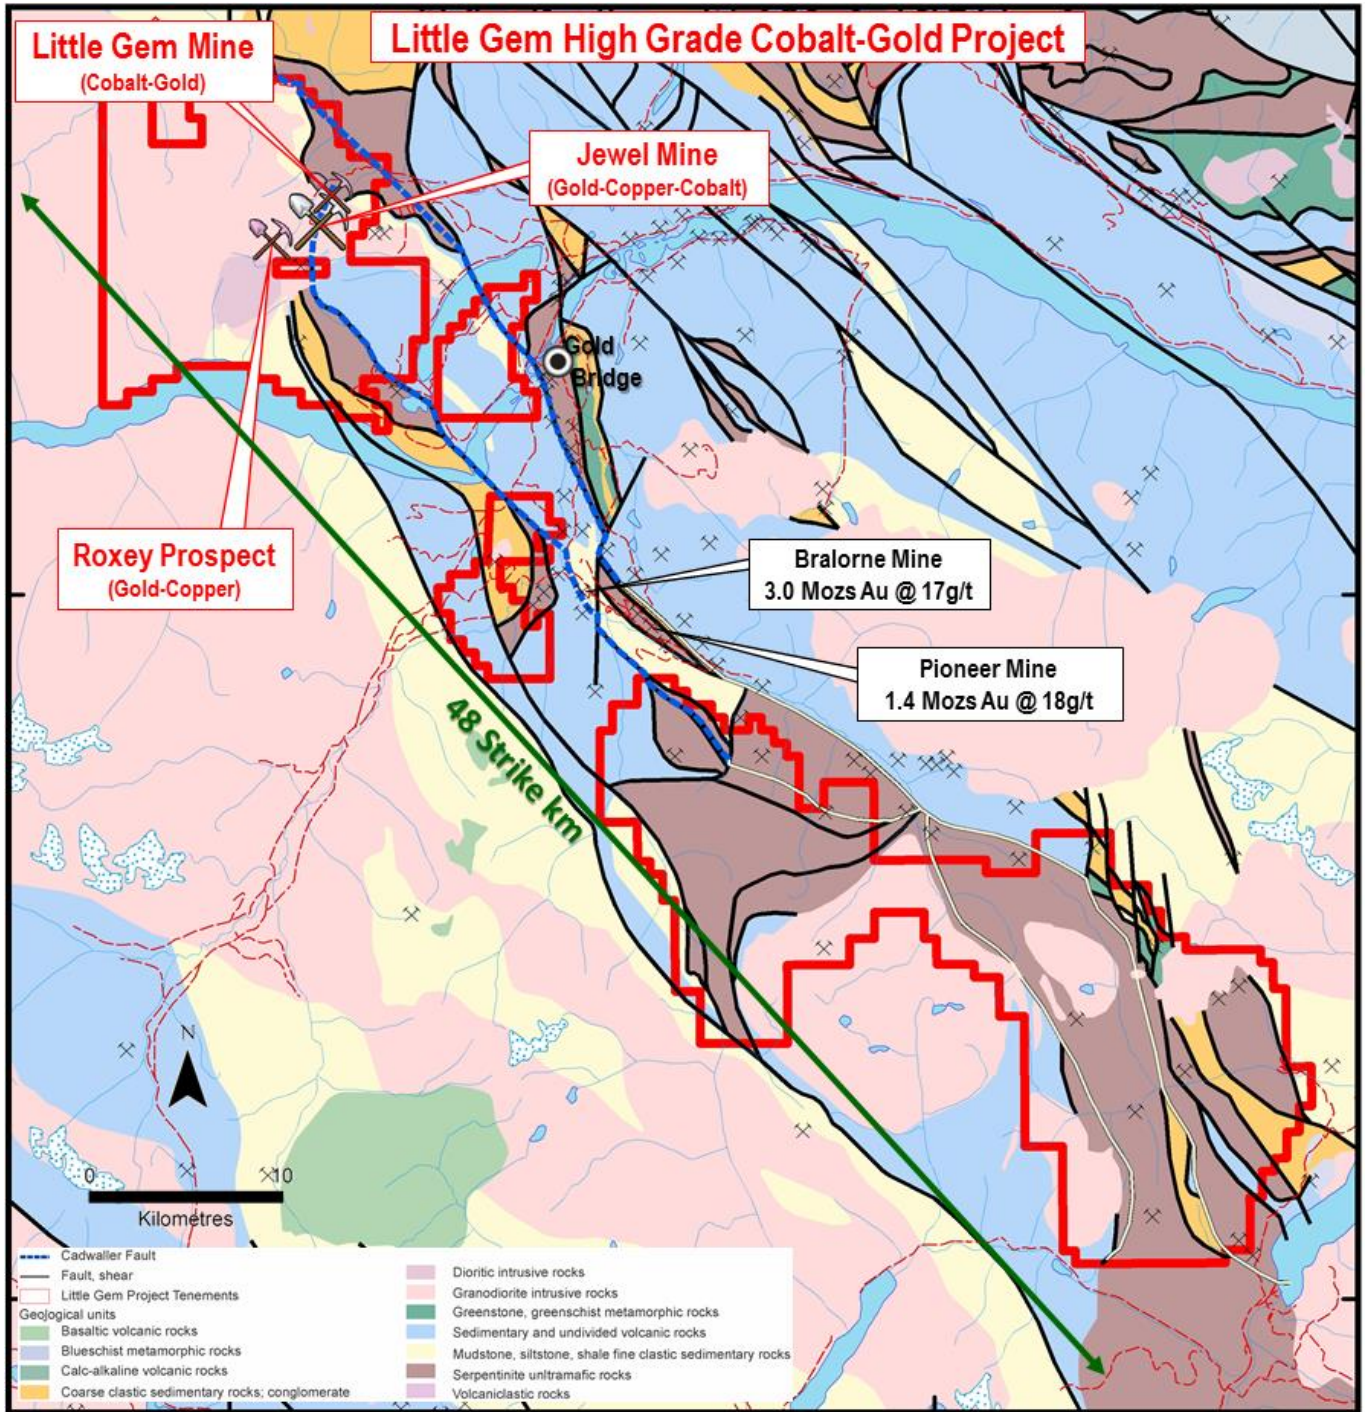 Little Gem High Grade Cobalt-Gold Project
Little Gem Mine
(Cobalt-Gold)
Jewel Mine
(Gold-Copper-Cobalt)
Gold
Bridge
Roxey Prospect
(Gold-Copper)
Bralorne Mine
3.0 Mozs Au @ 17g/t
Pioneer Mine
1.4 Mozs Au @ 18g/t
48 Strike km
N
0 10
Kilometres
Cadwaller Fault
Fault, shear
Little Gem Project Tenements
Geological units
Basaltic volcanic rocks
Blueschist metamorphic rocks
Calc-alkaline volcanic rocks
Coarse clastic sedimentary rocks; conglomerate
Dioritic intrusive rocks
Granodiorite intrusive rocks
Greenstone, greenschist metamorphic rocks
Sedimentary and undivided volcanic rocks
Mudstone, siltstone, shale fine clastic sedimentary rocks
Serpentinite unltramafic rocks
Volcaniclastic rocks